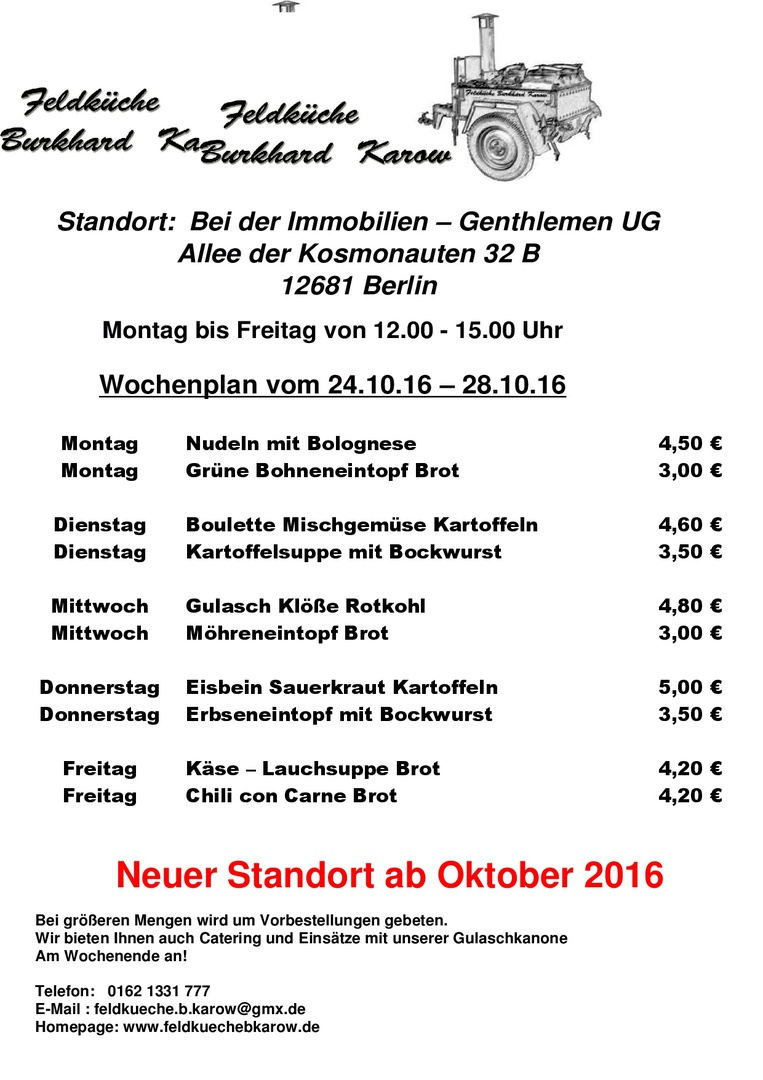 Feldküche
Burkhard Ka
Feldküche
Burkhard Karow
Feldküche Burkhard Karow
Standort: Bei der Immobilien – Genthlemen UG
Allee der Kosmonauten 32 B
12681 Berlin
Montag bis Freitag von 12.00 - 15.00 Uhr
Wochenplan vom 24.10.16 – 28.10.16
Montag Nudeln mit Bolognese 4,50 €
Montag Grüne Bohneneintopf Brot 3,00 €
Dienstag Boulette Mischgemüse Kartoffeln 4,60 €
Dienstag Kartoffelsuppe mit Bockwurst 3,50 €
Mittwoch Gulasch Klöße Rotkohl 4,80 €
Mittwoch Möhreneintopf Brot 3,00 €
Donnerstag Eisbein Sauerkraut Kartoffeln 5,00 €
Donnerstag Erbseneintopf mit Bockwurst 3,50 €
Freitag Käse – Lauchsuppe Brot 4,20 €
Freitag Chili con Carne Brot 4,20 €
Neuer Standort ab Oktober 2016
Bei größeren Mengen wird um Vorbestellungen gebeten.
Wir bieten Ihnen auch Catering und Einsätze mit unserer Gulaschkanone
Am Wochenende an!
Telefon: 0162 1331 777
E-Mail : feldkueche.b.karow@gmx.de
Homepage: www.feldkuechebkarow.de